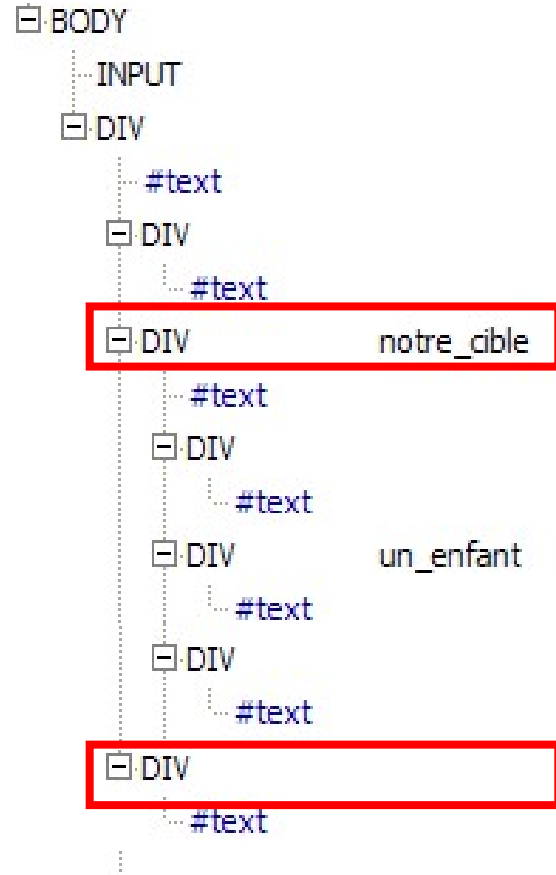 BODY
INPUT
DIV
#text
DIV
#text
DIV notre_cible
#text
DIV
#text
DIV un_enfant
#text
DIV
#text
DIV
#text